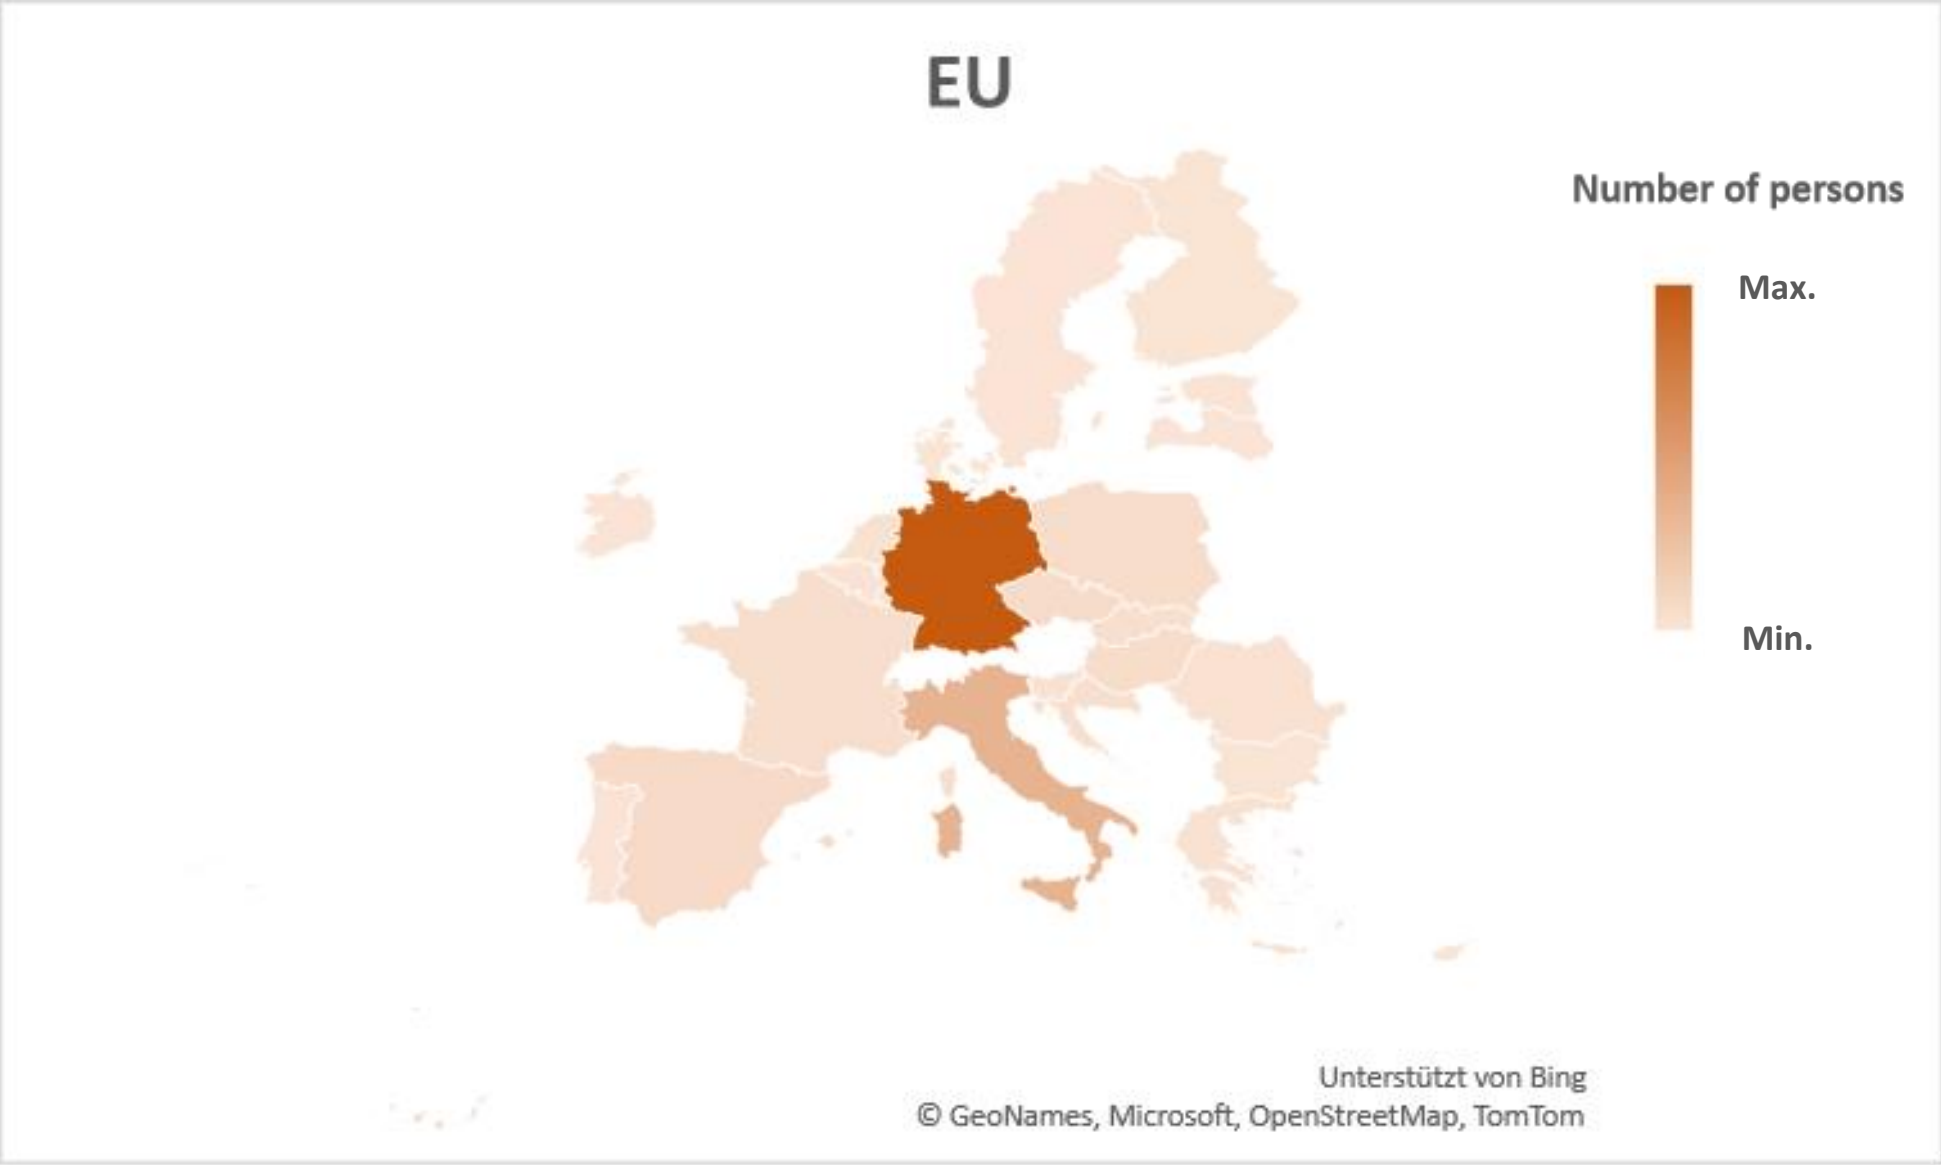 EU
Number of persons
Max.
Min.
Unterstützt von Bing
© GeoNames, Microsoft, OpenStreetMap, TomTom